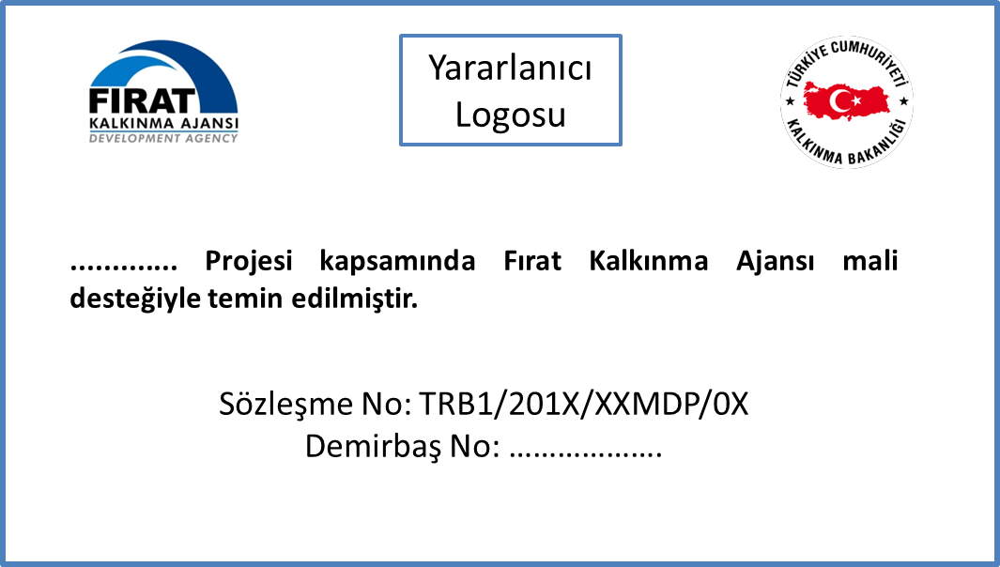 FIRAT
KALKINMA AJANSI
DEVELOPMENT AGENCY
Yararlanıcı
Logosu
TÜRKİYE CUMHURİYETİ
KALKINMA BAKANLIĞI
............. Projesi kapsamında Fırat Kalkınma Ajansı mali
desteğiyle temin edilmiştir.
Sözleşme No: TRB1/201X/XXMDP/0X
Demirbaş No: ……………….